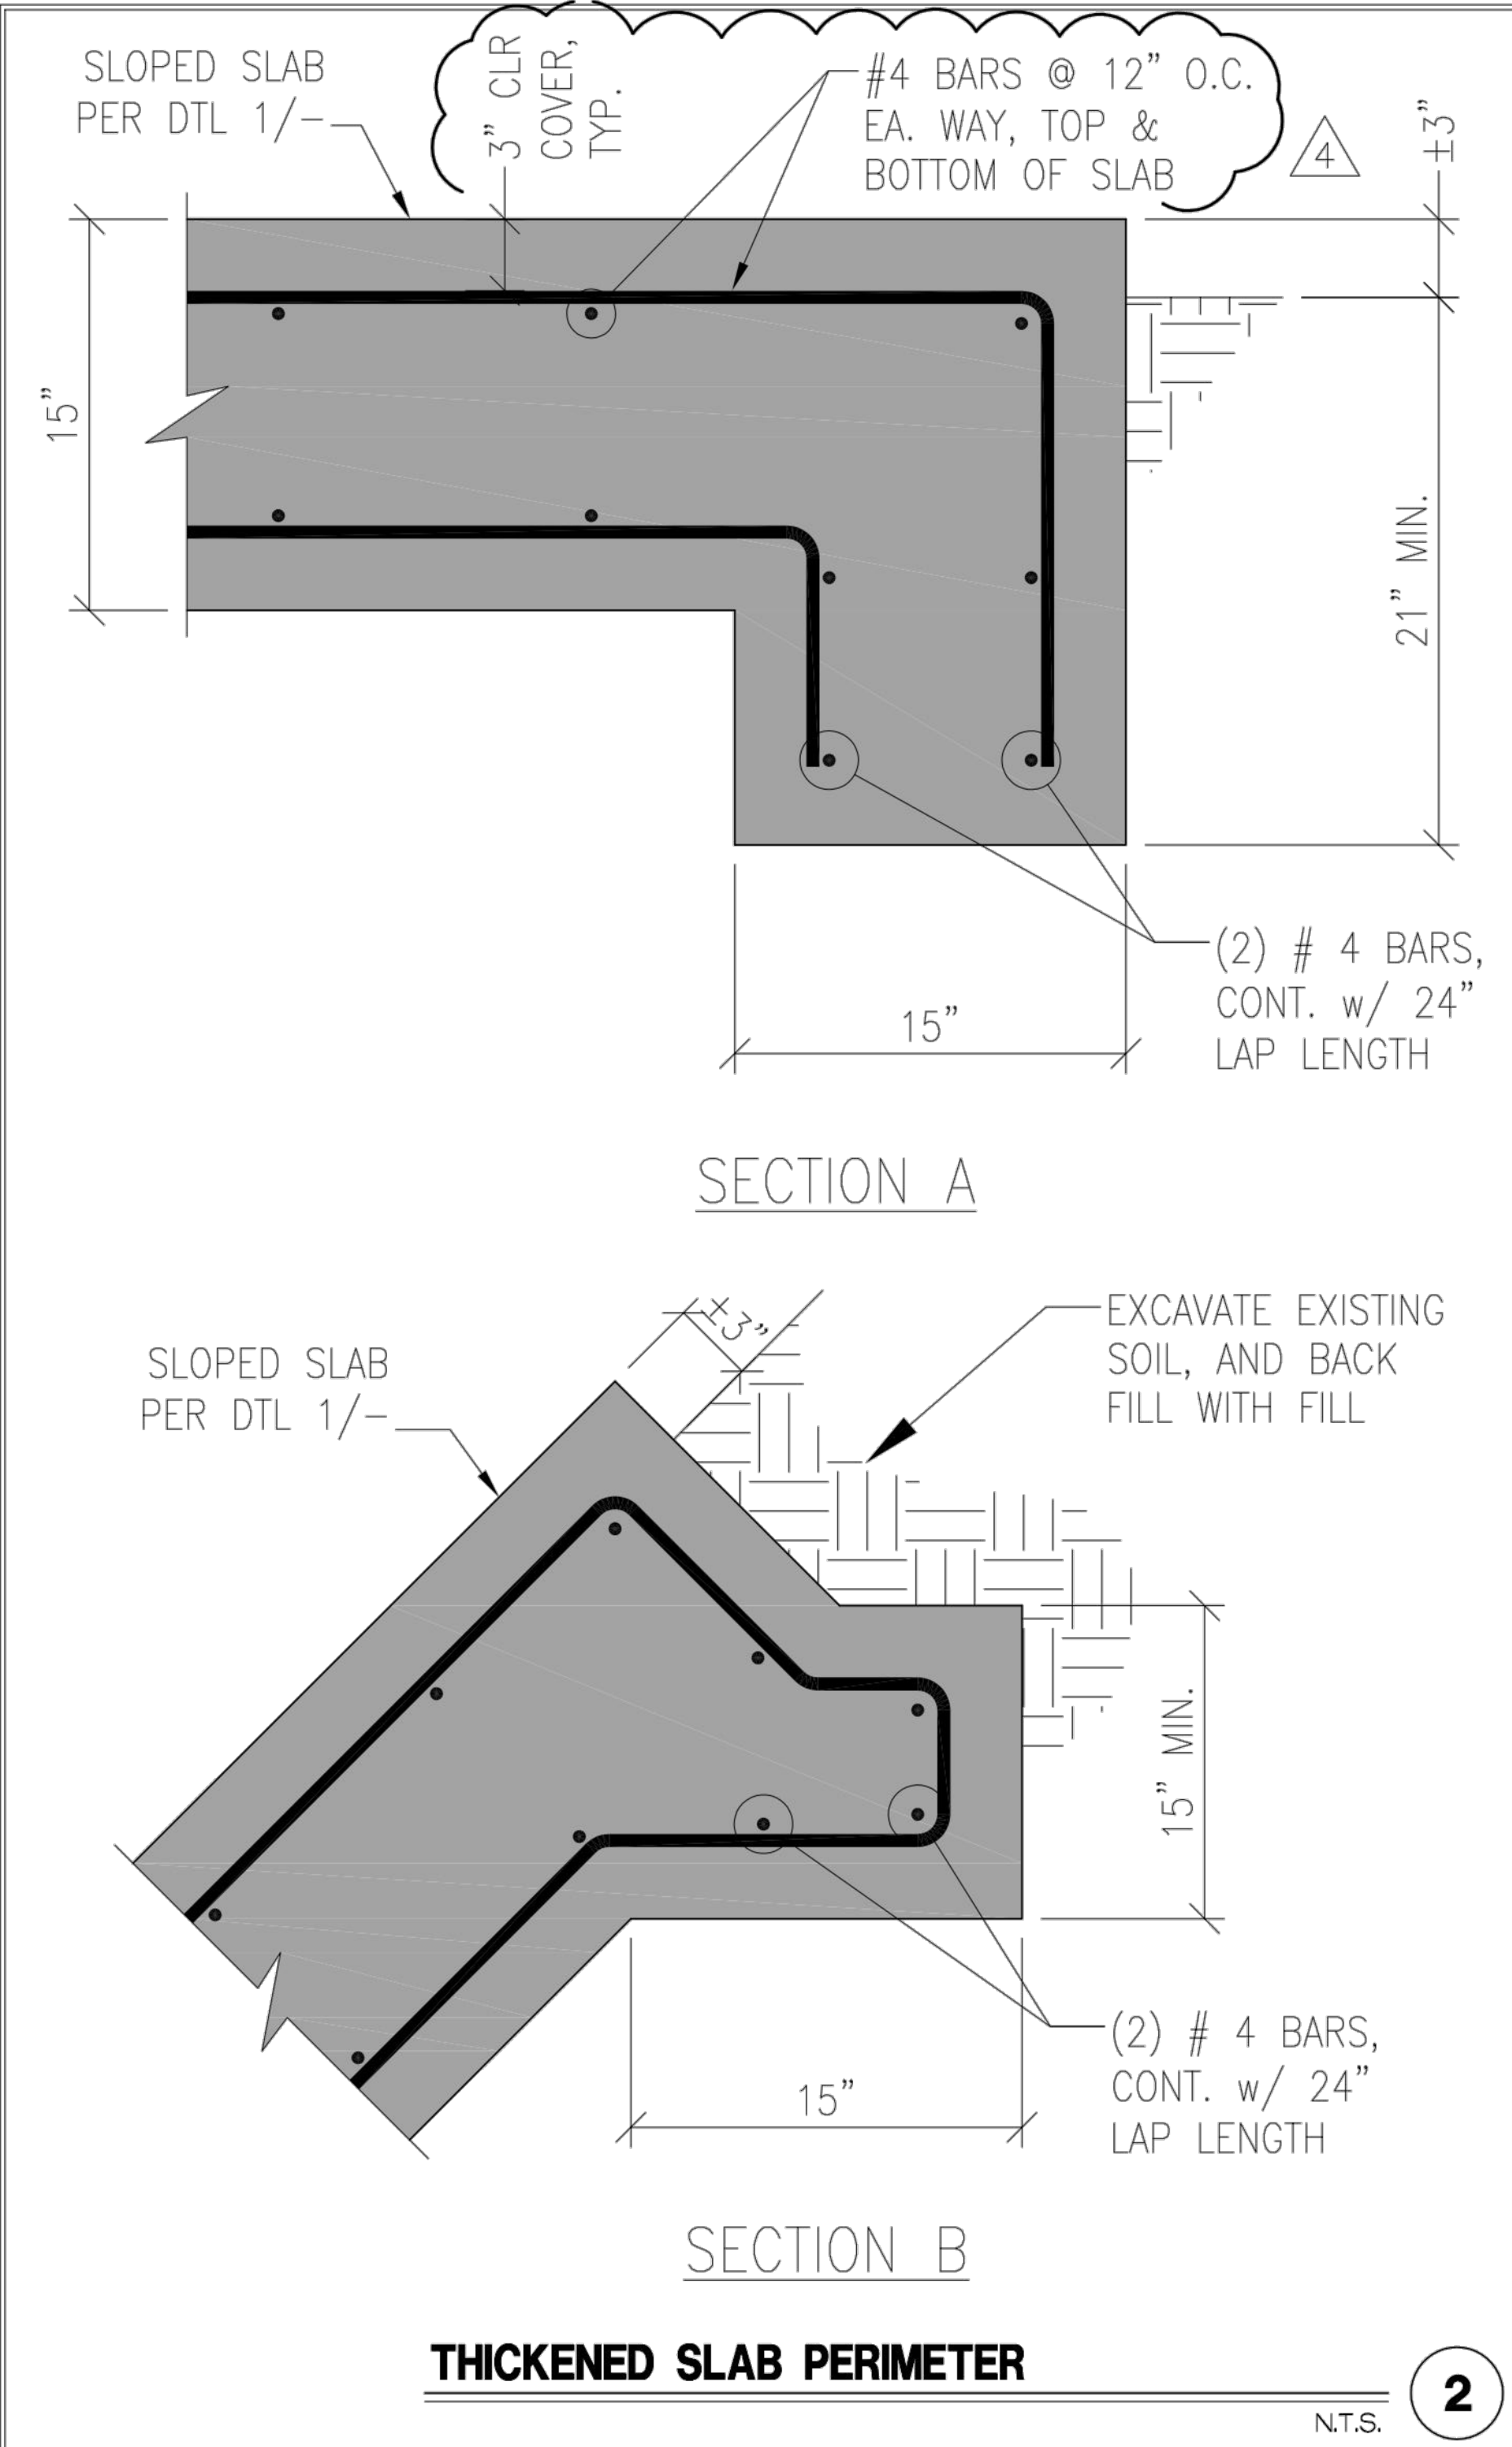 SLOPED SLAB
PER DTL 1/-
3” CLR
COVER,
TYP.
#4 BARS @ 12” O.C.
EA. WAY, TOP &
BOTTOM OF SLAB
4
±3”
15”
21” MIN.
15”
(2) # 4 BARS,
CONT. w/ 24”
LAP LENGTH
SECTION A
SLOPED SLAB
PER DTL 1/-
±3”
EXCAVATE EXISTING
SOIL, AND BACK
FILL WITH FILL
15” MIN.
15”
(2) # 4 BARS,
CONT. w/ 24”
LAP LENGTH
SECTION B
THICKENED SLAB PERIMETER
2
N.T.S.